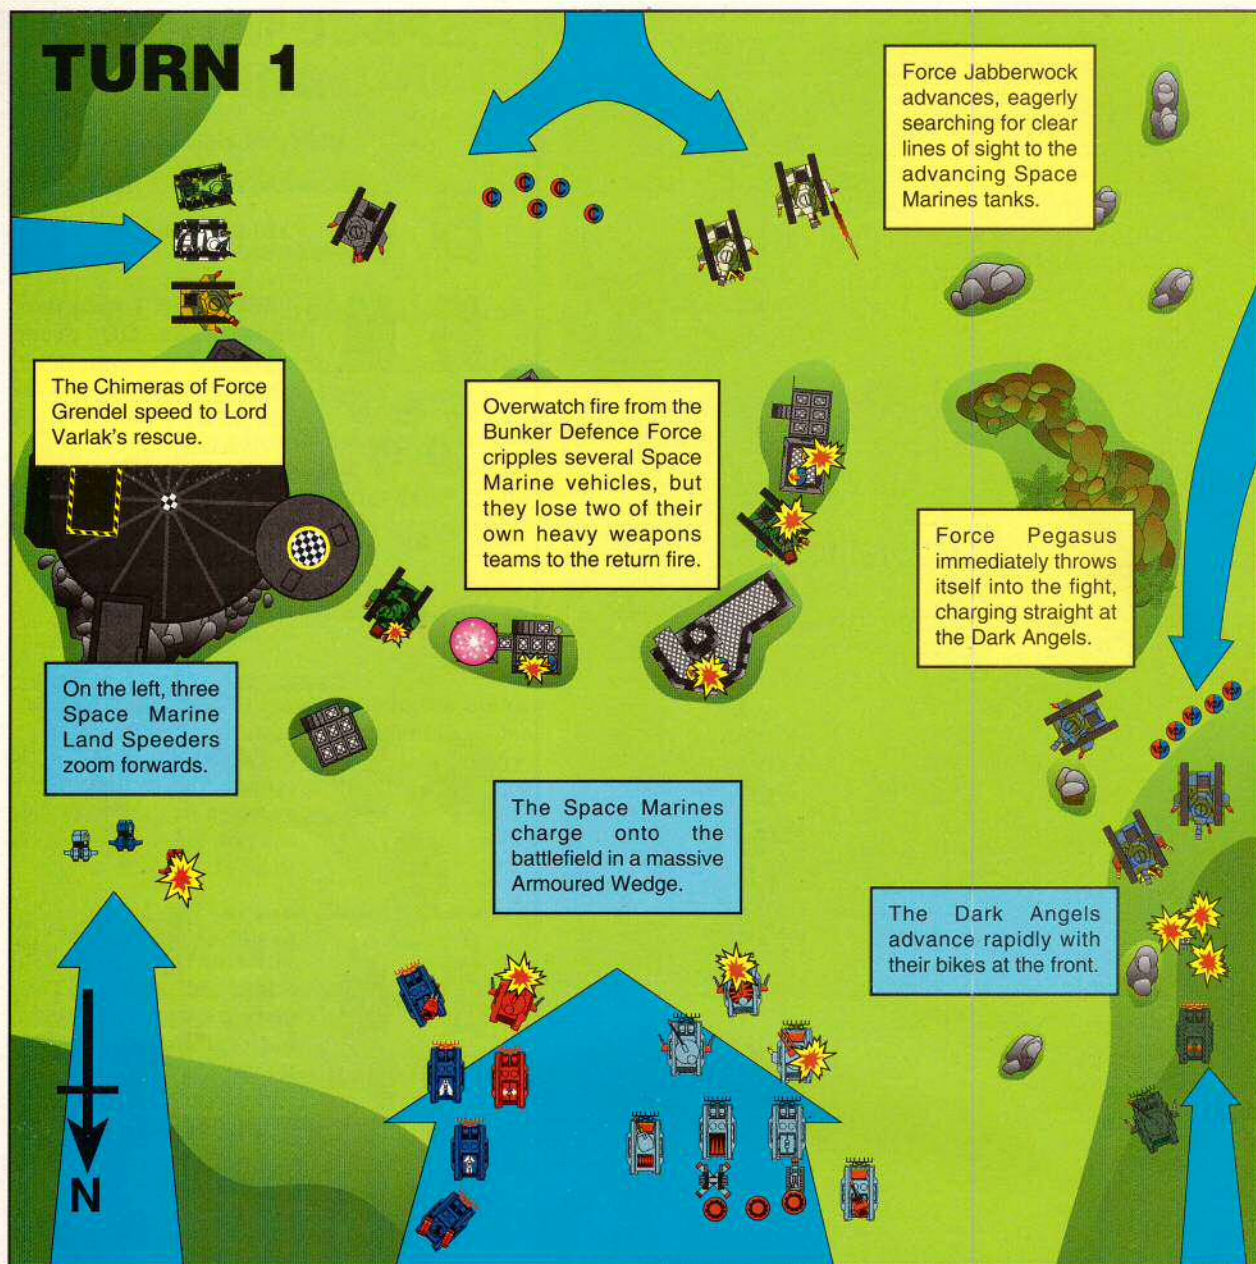 TURN 1
Force Jabberwock
advances, eagerly
searching for clear
lines of sight to the
advancing Space
Marines tanks.
The Chimeras of Force
Grendel speed to Lord
Varlak's rescue.
Overwatch fire from the
Bunker Defence Force
cripples several Space
Marine vehicles, but
they lose two of their
own heavy weapons
teams to the return fire.
Force Pegasus
immediately throws
itself into the fight,
charging straight at
the Dark Angels.
On the left, three
Space Marine
Land Speeders
zoom forwards.
The Space Marines
charge onto the
battlefield in a massive
Armoured Wedge.
The Dark Angels
advance rapidly with
their bikes at the front.
N
C
C
C
C
C